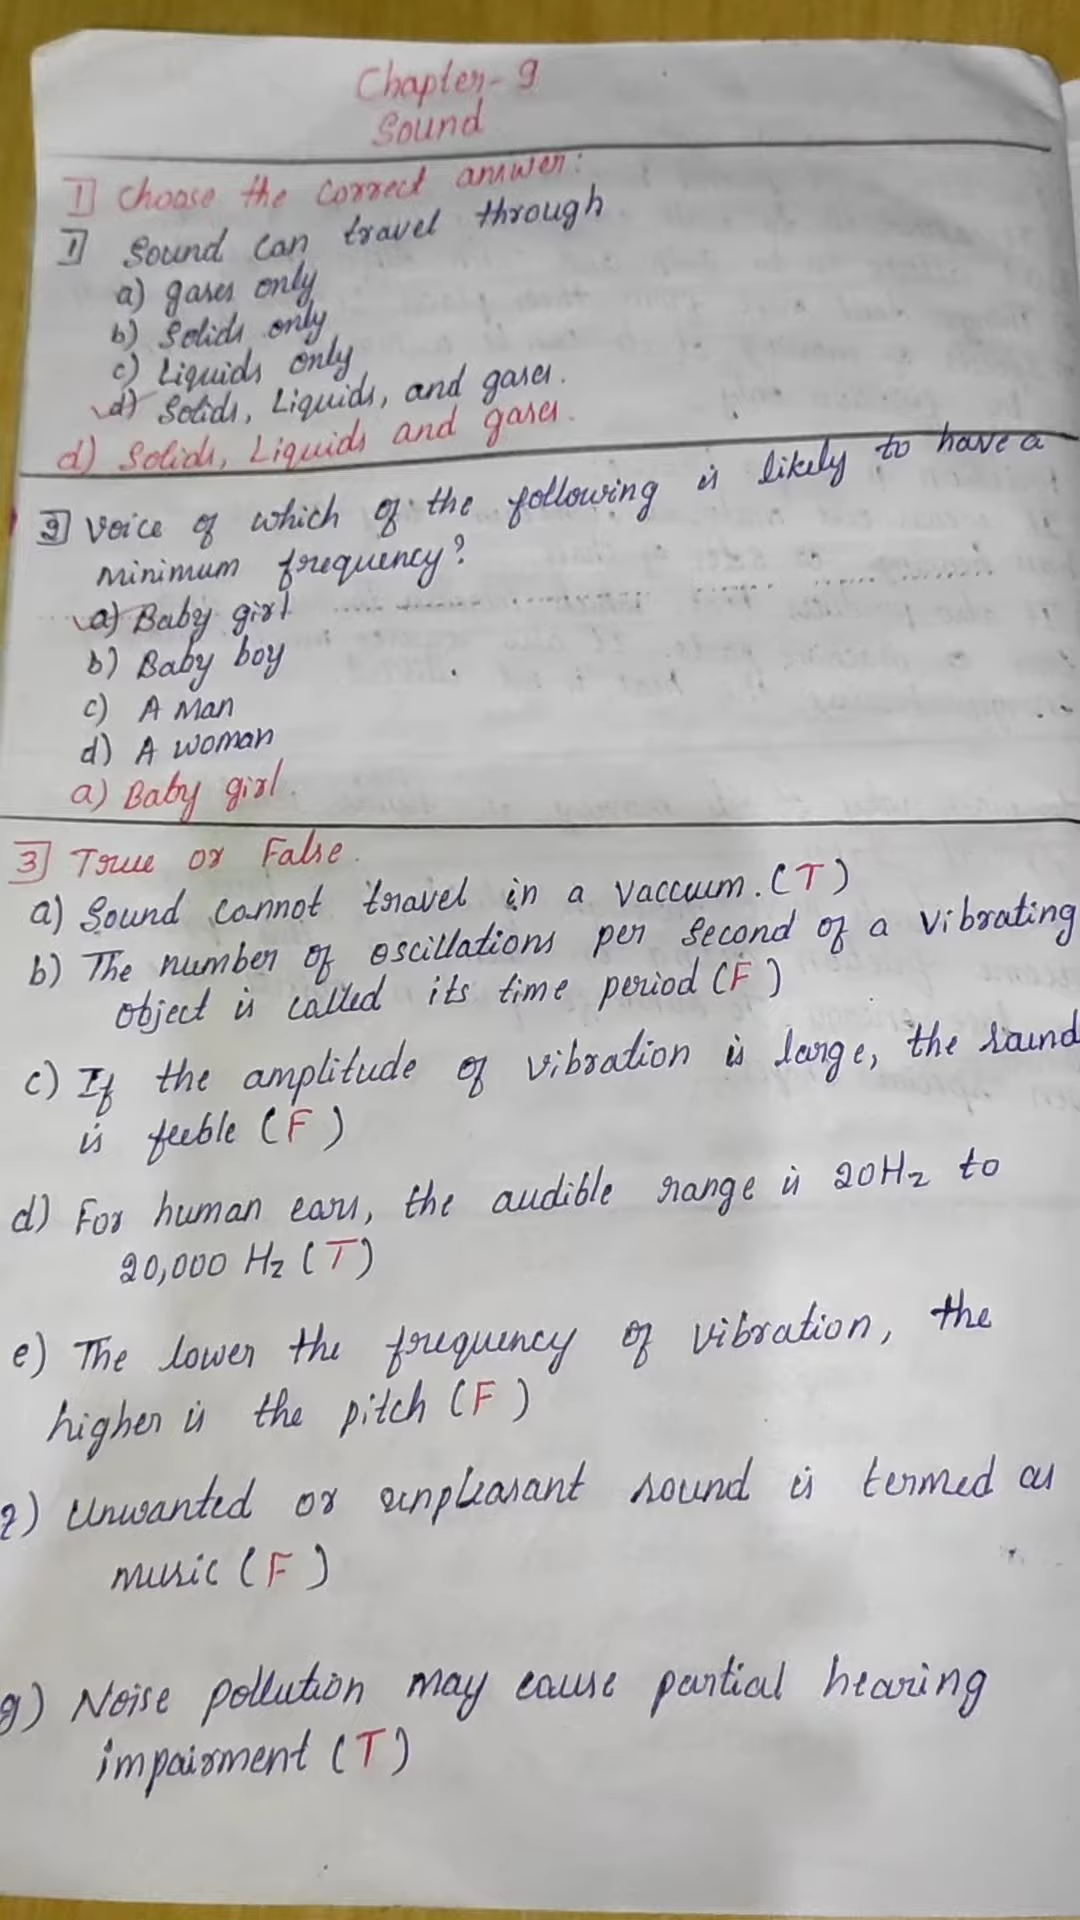 Chapter-9
Sound
1] Choose the Correct answer:
1] Sound can travel through
a) gases only
b) Solids only
c) Liquids only
d) Solids, Liquids, and gases.
d) Solids, Liquids and gases.
2] Voice of which of the following is likely to have a
minimum frequency?
a) Baby girl
b) Baby boy
c) A Man
d) A woman
a) Baby girl.
3] True or False.
a) Sound cannot travel in a vaccuum. (T)
b) The number of oscillations per second of a vibrating
object is called its time period (F)
c) If the amplitude of vibration is large, the sound
is feeble (F)
d) For human ears, the audible range is 20Hz to
20,000 Hz (T)
e) The lower the frequency of vibration, the
higher is the pitch (F)
f) Unwanted or unpleasant sound is termed as
music (F)
g) Noise pollution may cause partial hearing
impairment (T)